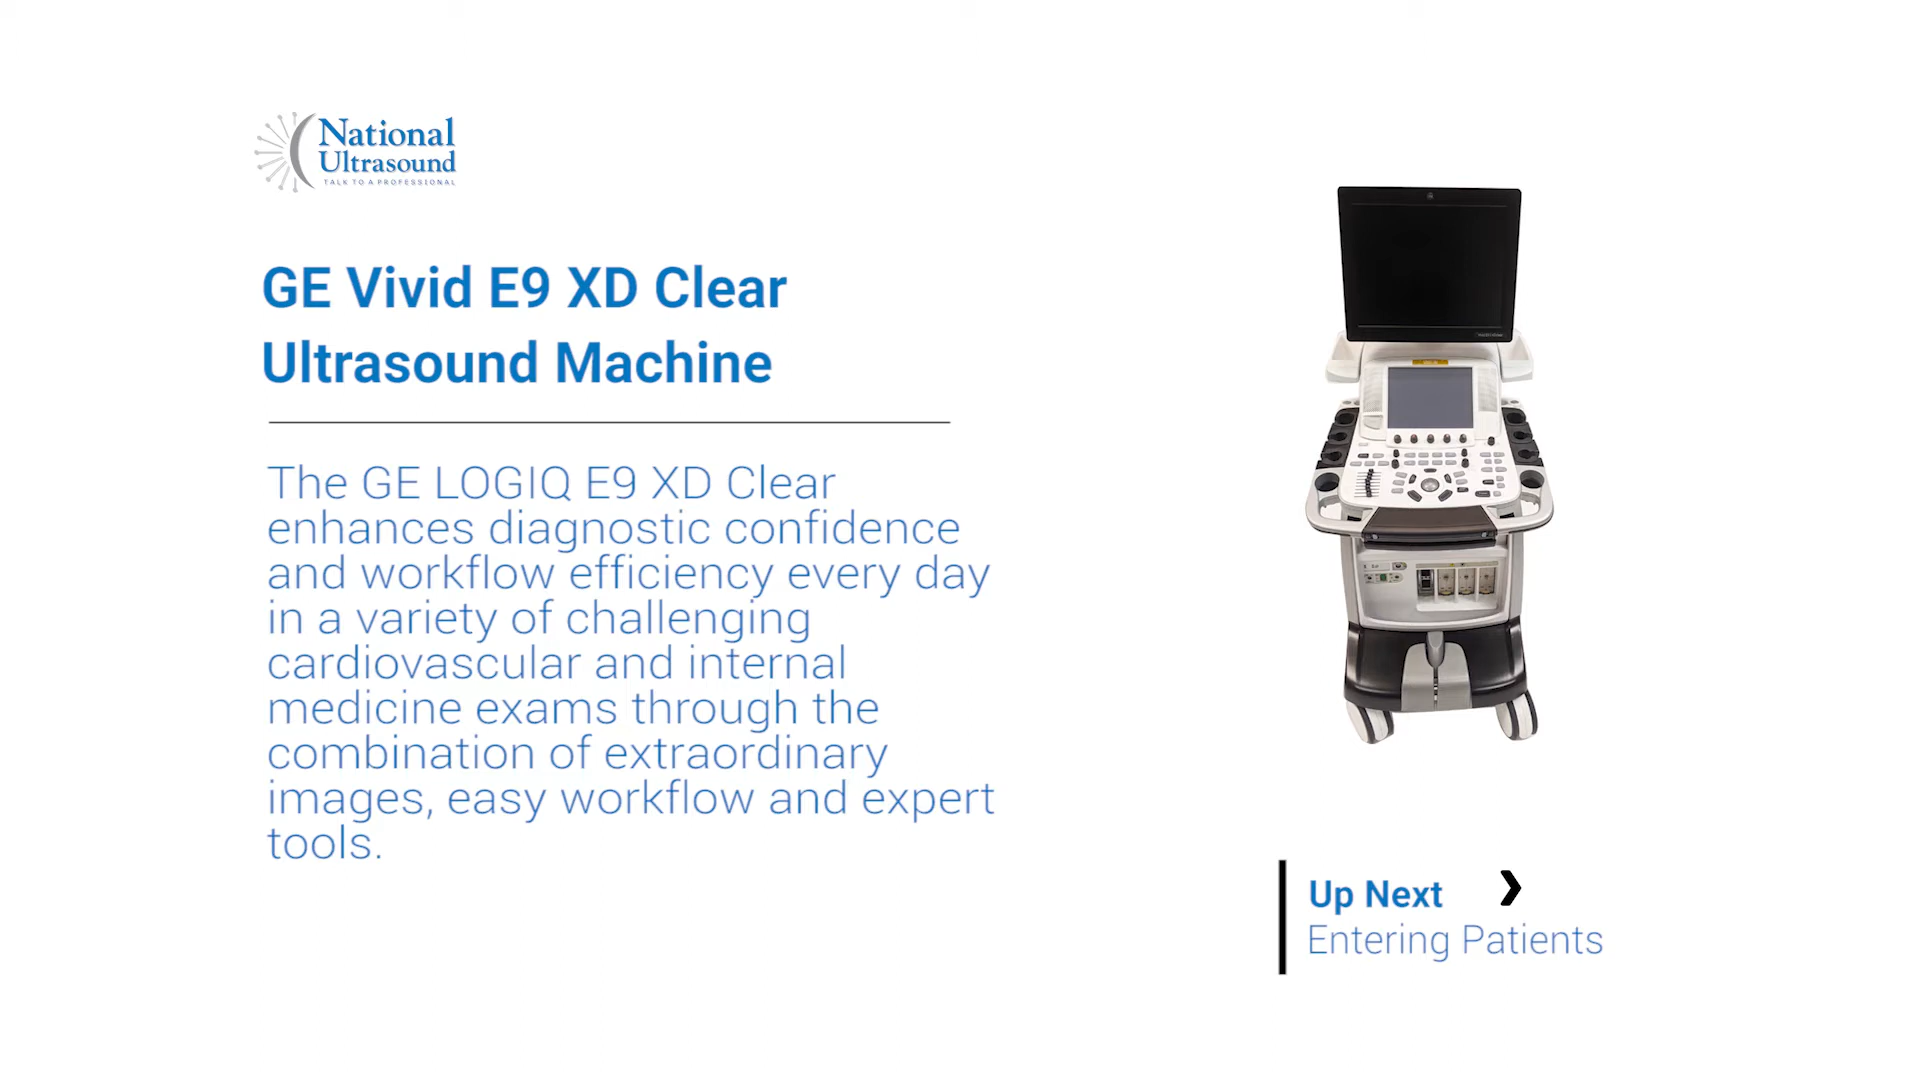 National
Ultrasound
TALK TO A PROFESSIONAL
GE Vivid E9 XD Clear
Ultrasound Machine
The GE LOGIQ E9 XD Clear
enhances diagnostic confidence
and workflow efficiency every day
in a variety of challenging
cardiovascular and internal
medicine exams through the
combination of extraordinary
images, easy workflow and expert
tools.
Up Next
Entering Patients